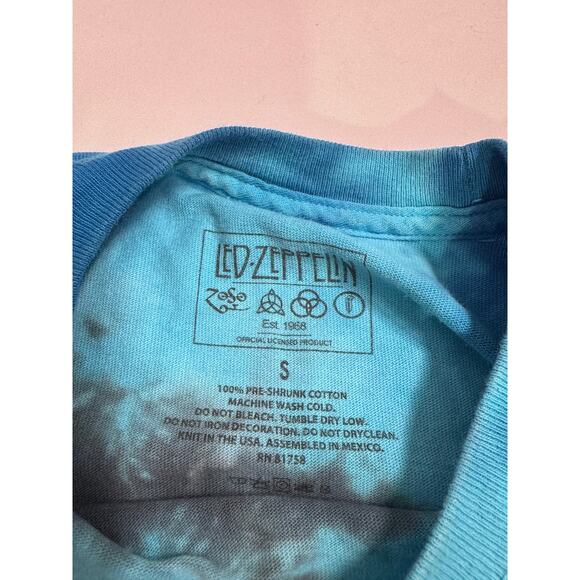 LED·ZEPPELIN
ZoSo
Est 1968
OFFICIAL LICENSED PRODUCT
S
100% PRE-SHRUNK COTTON
MACHINE WASH COLD.
DO NOT BLEACH. TUMBLE DRY LOW.
DO NOT IRON DECORATION. DO NOT DRYCLEAN.
KNIT IN THE USA. ASSEMBLED IN MEXICO.
RN 81758